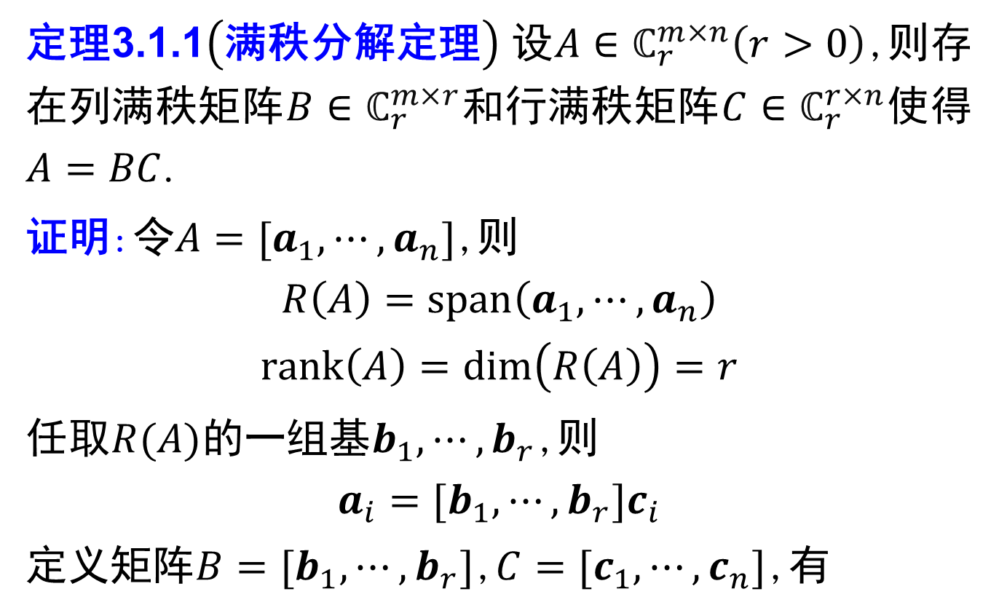 定理3.1.1(满秩分解定理) 设$A \in \mathbb{C}_r^{m \times n}(r > 0)$,则存
在列满秩矩阵$B \in \mathbb{C}_r^{m \times r}$和行满秩矩阵$C \in \mathbb{C}_r^{r \times n}$使得
$A = BC.$
证明: 令$A = [\boldsymbol{a}_1, \cdots, \boldsymbol{a}_n]$,则
$R(A) = \text{span}(\boldsymbol{a}_1, \cdots, \boldsymbol{a}_n)$
$\text{rank}(A) = \dim(R(A)) = r$
任取$R(A)$的一组基$\boldsymbol{b}_1, \cdots, \boldsymbol{b}_r$,则
$\boldsymbol{a}_i = [\boldsymbol{b}_1, \cdots, \boldsymbol{b}_r]\boldsymbol{c}_i$
定义矩阵$B = [\boldsymbol{b}_1, \cdots, \boldsymbol{b}_r], C = [\boldsymbol{c}_1, \cdots, \boldsymbol{c}_n]$,有